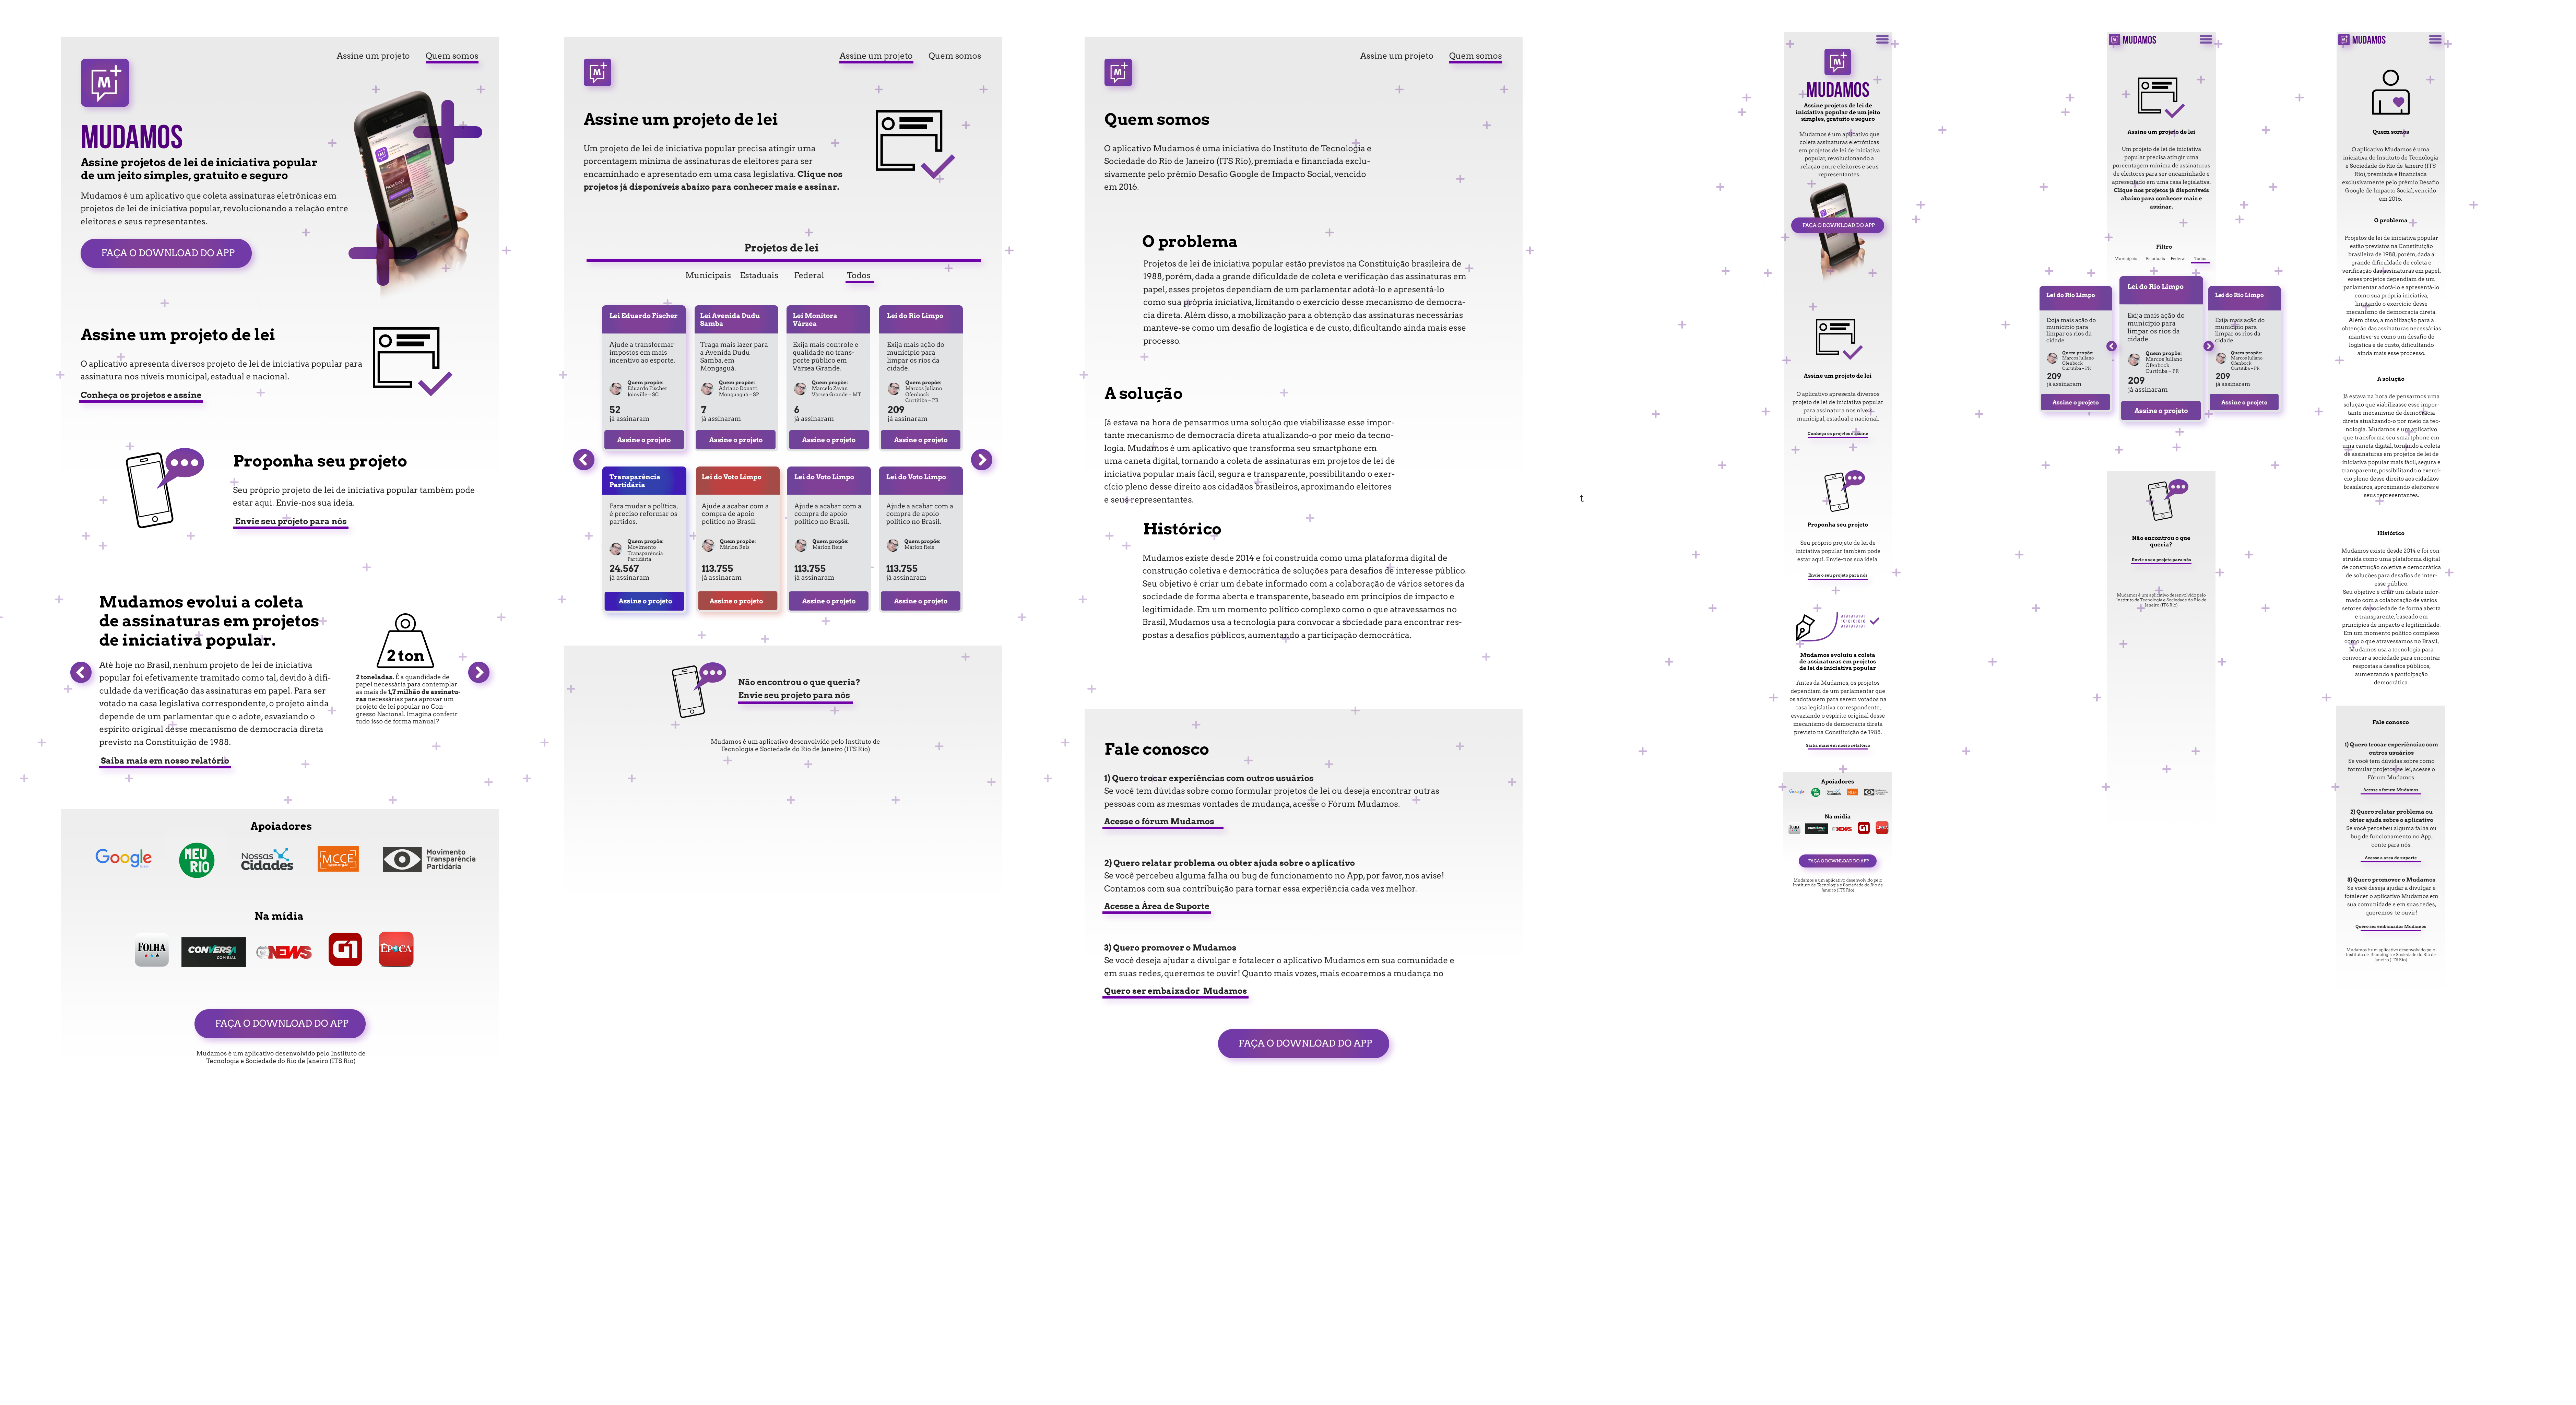 Assine um projeto
Quem somos
M
MUDAMOS
Assine projetos de lei de iniciativa popular
de um jeito simples, gratuito e seguro
Mudamos é um aplicativo que coleta assinaturas eletrônicas em
projetos de lei de iniciativa popular, revolucionando a relação entre
eleitores e seus representantes.
FAÇA O DOWNLOAD DO APP
Assine um projeto de lei
O aplicativo apresenta diversos projeto de lei de iniciativa popular para
assinatura nos níveis municipal, estadual e nacional.
Conheça os projetos e assine
Proponha seu projeto
Seu próprio projeto de lei de iniciativa popular também pode
estar aqui. Envie-nos sua ideia.
Envie seu projeto para nós
Mudamos evolui a coleta
de assinaturas em projetos
de iniciativa popular.
Até hoje no Brasil, nenhum projeto de lei de iniciativa
popular foi efetivamente tramitado como tal, devido à difi-
culdade da verificação das assinaturas em papel. Para ser
votado na casa legislativa correspondente, o projeto ainda
depende de um parlamentar que o adote, esvaziando o
espírito original desse mecanismo de democracia direta
previsto na Constituição de 1988.
Saiba mais em nosso relatório
2 ton
2 toneladas. É a quantidade de
papel necessária para contemplar
as mais de 1,7 milhão de assinatu-
ras necessárias para aprovar um
projeto de lei popular no Con-
gresso Nacional. Imagina conferir
tudo isso de forma manual?
Apoiadores
Google
MEU
RIO
Nossas
Cidades
MCCE
Movimento
Transparência
Partidária
Na mídia
FOLHA
CONVERSA
COM BIAL
NEWS
G1
ÉPOCA
FAÇA O DOWNLOAD DO APP
Mudamos é um aplicativo desenvolvido pelo Instituto de
Tecnologia e Sociedade do Rio de Janeiro (ITS Rio)
Assine um projeto
Quem somos
M
Assine um projeto de lei
Um projeto de lei de iniciativa popular precisa atingir uma
porcentagem mínima de assinaturas de eleitores para ser
encaminhado e apresentado em uma casa legislativa. Clique nos
projetos já disponíveis abaixo para conhecer mais e assinar.
Projetos de lei
Municipais
Estaduais
Federal
Todos
Lei Eduardo Fischer
Ajude a transformar
impostos em mais
incentivo ao esporte.
Quem propõe:
Eduardo Fischer
Joinville - SC
52
já assinaram
Assine o projeto
Lei Avenida Dudu
Samba
Traga mais lazer para
a Avenida Dudu
Samba, em
Mongaguá.
Quem propõe:
Adriano Donatti
Mongaguá - SP
7
já assinaram
Assine o projeto
Lei Monitora
Várzea
Exija mais controle e
qualidade no trans-
porte público em
Várzea Grande.
Quem propõe:
Marcelo Zavan
Várzea Grande - MT
6
já assinaram
Assine o projeto
Lei do Rio Limpo
Exija mais ação do
município para
limpar os rios da
cidade.
Quem propõe:
Marcos Juliano
Ofenbock
Curitiba - PR
209
já assinaram
Assine o projeto
Transparência
Partidária
Para mudar a política,
é preciso reformar os
partidos.
Quem propõe:
Movimento
Transparência
Partidária
24.567
já assinaram
Assine o projeto
Lei do Voto Limpo
Ajude a acabar com a
compra de apoio
político no Brasil.
Quem propõe:
Márlon Reis
113.755
já assinaram
Assine o projeto
Lei do Voto Limpo
Ajude a acabar com a
compra de apoio
político no Brasil.
Quem propõe:
Márlon Reis
113.755
já assinaram
Assine o projeto
Lei do Voto Limpo
Ajude a acabar com a
compra de apoio
político no Brasil.
Quem propõe:
Márlon Reis
113.755
já assinaram
Assine o projeto
Não encontrou o que queria?
Envie seu projeto para nós
Mudamos é um aplicativo desenvolvido pelo Instituto de
Tecnologia e Sociedade do Rio de Janeiro (ITS Rio)
Assine um projeto
Quem somos
M
Quem somos
O aplicativo Mudamos é uma iniciativa do Instituto de Tecnologia e
Sociedade do Rio de Janeiro (ITS Rio), premiada e financiada exclu-
sivamente pelo prêmio Desafio Google de Impacto Social, vencido
em 2016.
O problema
Projetos de lei de iniciativa popular estão previstos na Constituição brasileira de
1988, porém, dada a grande dificuldade de coleta e verificação das assinaturas em
papel, esses projetos dependiam de um parlamentar adotá-lo e apresentá-lo
como sua própria iniciativa, limitando o exercício desse mecanismo de democra-
cia direta. Além disso, a mobilização para a obtenção das assinaturas necessárias
manteve-se como um desafio de logística e de custo, dificultando ainda mais esse
processo.
A solução
Já estava na hora de pensarmos uma solução que viabilizasse esse impor-
tante mecanismo de democracia direta atualizando-o por meio da tecno-
logia. Mudamos é um aplicativo que transforma seu smartphone em
uma caneta digital, tornando a coleta de assinaturas em projetos de lei de
iniciativa popular mais fácil, segura e transparente, possibilitando o exer-
cício pleno desse direito aos cidadãos brasileiros, aproximando eleitores
e seus representantes.
Histórico
Mudamos existe desde 2014 e foi construída como uma plataforma digital de
construção coletiva e democrática de soluções para desafios de interesse público.
Seu objetivo é criar um debate informado com a colaboração de vários setores da
sociedade de forma aberta e transparente, baseado em princípios de impacto e
legitimidade. Em um momento político complexo como o que atravessamos no
Brasil, Mudamos usa a tecnologia para convocar a sociedade para encontrar res-
postas a desafios públicos, aumentando a participação democrática.
Fale conosco
1) Quero trocar experiências com outros usuários
Se você tem dúvidas sobre como formular projetos de lei ou deseja encontrar outras
pessoas com as mesmas vontades de mudança, acesse o Fórum Mudamos.
Acesse o fórum Mudamos
2) Quero relatar problema ou obter ajuda sobre o aplicativo
Se você percebeu alguma falha ou bug de funcionamento no App, por favor, nos avise!
Contamos com sua contribuição para tornar essa experiência cada vez melhor.
Acesse a Área de Suporte
3) Quero promover o Mudamos
Se você deseja ajudar a divulgar e fotalecer o aplicativo Mudamos em sua comunidade e
em suas redes, queremos te ouvir! Quanto mais vozes, mais ecoaremos a mudança no
Quero ser embaixador Mudamos
FAÇA O DOWNLOAD DO APP
t
MUDAMOS
Assine projetos de lei de
iniciativa popular de um jeito
simples, gratuito e seguro
Mudamos é um aplicativo que
coleta assinaturas eletrônicas
em projetos de lei de iniciativa
popular, revolucionando a
relação entre eleitores e seus
representantes.
FAÇA O DOWNLOAD DO APP
Assine um projeto de lei
O aplicativo apresenta diversos
projeto de lei de iniciativa popular
para assinatura nos níveis
municipal, estadual e nacional.
Conheça os projetos e assine
Proponha seu projeto
Seu próprio projeto de lei de
iniciativa popular também pode
estar aqui. Envie-nos sua ideia.
Envie o seu projeto para nós
Mudamos evoluiu a coleta
de assinaturas em projetos
de lei de iniciativa popular
Antes da Mudamos, os projetos
dependiam de um parlamentar que
os adotassem para serem votados na
casa legislativa correspondente,
esvaziando o espírito original desse
mecanismo de democracia direta
previsto na Constituição de 1988.
Saiba mais em nosso relatório
Apoiadores
Google
Na mídia
FOLHA
NEWS
G1
ÉPOCA
FAÇA O DOWNLOAD DO APP
Mudamos é um aplicativo desenvolvido pelo
Instituto de Tecnologia e Sociedade do Rio de
Janeiro (ITS Rio)
MUDAMOS
Assine um projeto de lei
Um projeto de lei de iniciativa
popular precisa atingir uma
porcentagem mínima de assinaturas
de eleitores para ser encaminhado e
apresentado em uma casa legislativa.
Clique nos projetos já disponíveis
abaixo para conhecer mais e
assinar.
Filtro
Municipais
Estaduais
Federal
Todos
Lei do Rio Limpo
Exija mais ação do
município para
limpar os rios da
cidade.
Quem propõe:
Marcos Juliano
Ofenbock
Curitiba - PR
209
já assinaram
Assine o projeto
Lei do Rio Limpo
Exija mais ação do
município para
limpar os rios da
cidade.
Quem propõe:
Marcos Juliano
Ofenbock
Curitiba - PR
209
já assinaram
Assine o projeto
Lei do Rio Limpo
Exija mais ação do
município para
limpar os rios da
cidade.
Quem propõe:
Marcos Juliano
Ofenbock
Curitiba - PR
209
já assinaram
Assine o projeto
Não encontrou o que
queria?
Envie o seu projeto para nós
Mudamos é um aplicativo desenvolvido pelo
Instituto de Tecnologia e Sociedade do Rio de
Janeiro (ITS Rio)
MUDAMOS
Quem somos
O aplicativo Mudamos é uma
iniciativa do Instituto de Tecnologia
e Sociedade do Rio de Janeiro (ITS
Rio), premiada e financiada
exclusivamente pelo prêmio Desafio
Google de Impacto Social, vencido
em 2016.
O problema
Projetos de lei de iniciativa popular
estão previstos na Constituição
brasileira de 1988, porém, dada a
grande dificuldade de coleta e
verificação das assinaturas em papel,
esses projetos dependiam de um
parlamentar adotá-lo e apresentá-lo
como sua própria iniciativa,
limitando o exercício desse
mecanismo de democracia direta.
Além disso, a mobilização para a
obtenção das assinaturas necessárias
manteve-se como um desafio de
logística e de custo, dificultando
ainda mais esse processo.
A solução
Já estava na hora de pensarmos uma
solução que viabilizasse esse impor-
tante mecanismo de democracia
direta atualizando-o por meio da tec-
nologia. Mudamos é um aplicativo
que transforma seu smartphone em
uma caneta digital, tornando a coleta
de assinaturas em projetos de lei de
iniciativa popular mais fácil, segura e
transparente, possibilitando o exercí-
cio pleno desse direito aos cidadãos
brasileiros, aproximando eleitores e
seus representantes.
Histórico
Mudamos existe desde 2014 e foi con-
struída como uma plataforma digital
de construção coletiva e democrática
de soluções para desafios de inter-
esse público.
Seu objetivo é criar um debate infor-
mado com a colaboração de vários
setores da sociedade de forma aberta
e transparente, baseado em
princípios de impacto e legitimidade.
Em um momento político complexo
como o que atravessamos no Brasil,
Mudamos usa a tecnologia para
convocar a sociedade para encontrar
respostas a desafios públicos,
aumentando a participação
democrática.
Fale conosco
1) Quero trocar experiências com
outros usuários
Se você tem dúvidas sobre como
formular projetos de lei, acesse o
Fórum Mudamos.
Acesse o forum Mudamos
2) Quero relatar problema ou
obter ajuda sobre o aplicativo
Se você percebeu alguma falha ou
bug de funcionamento no App,
conte para nós.
Acesse a area de suporte
3) Quero promover o Mudamos
Se você deseja ajudar a divulgar e
fotalecer o aplicativo Mudamos em
sua comunidade e em suas redes,
queremos te ouvir!
Quero ser embaixador Mudamos
Mudamos é um aplicativo desenvolvido pelo
Instituto de Tecnologia e Sociedade do Rio de
Janeiro (ITS Rio)